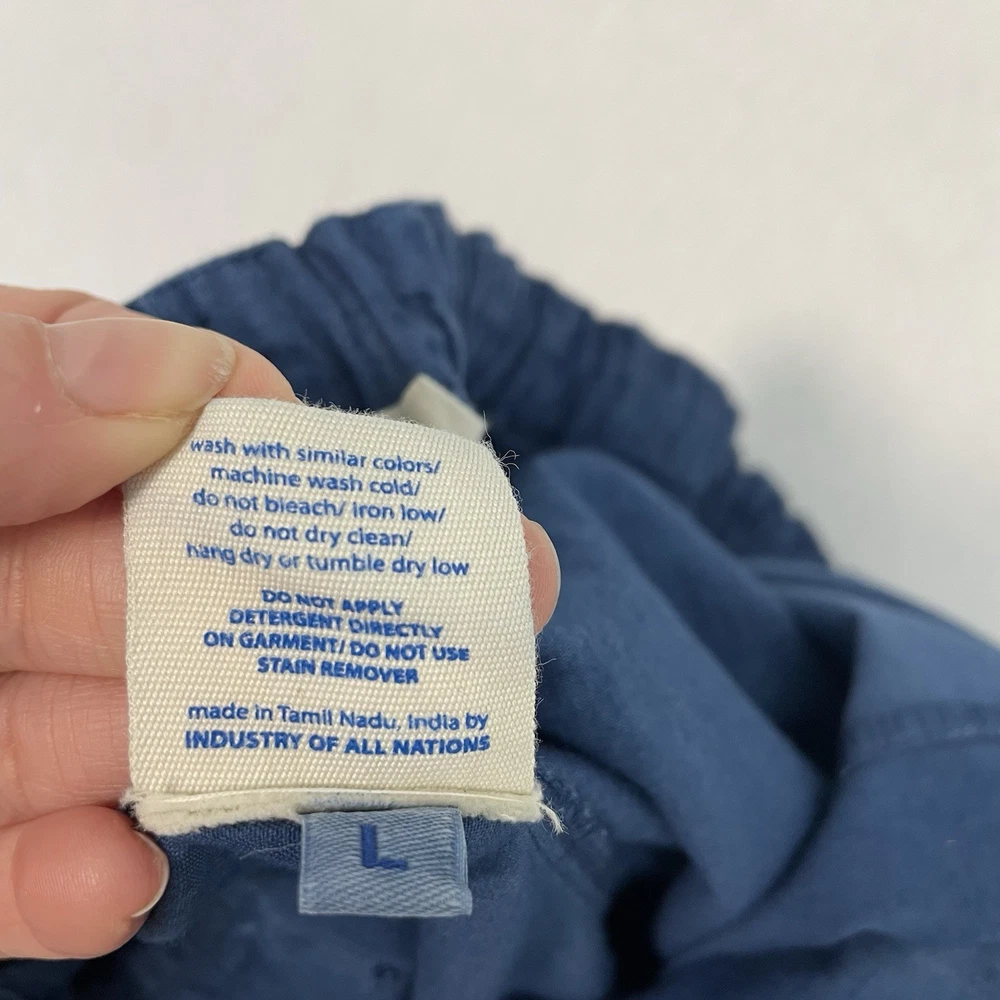 wash with similar colors/
machine wash cold/
do not bleach/ iron low/
do not dry clean/
hang dry or tumble dry low
DO NOT APPLY
DETERGENT DIRECTLY
ON GARMENT/ DO NOT USE
STAIN REMOVER
made in Tamil Nadu, India by
INDUSTRY OF ALL NATIONS
L